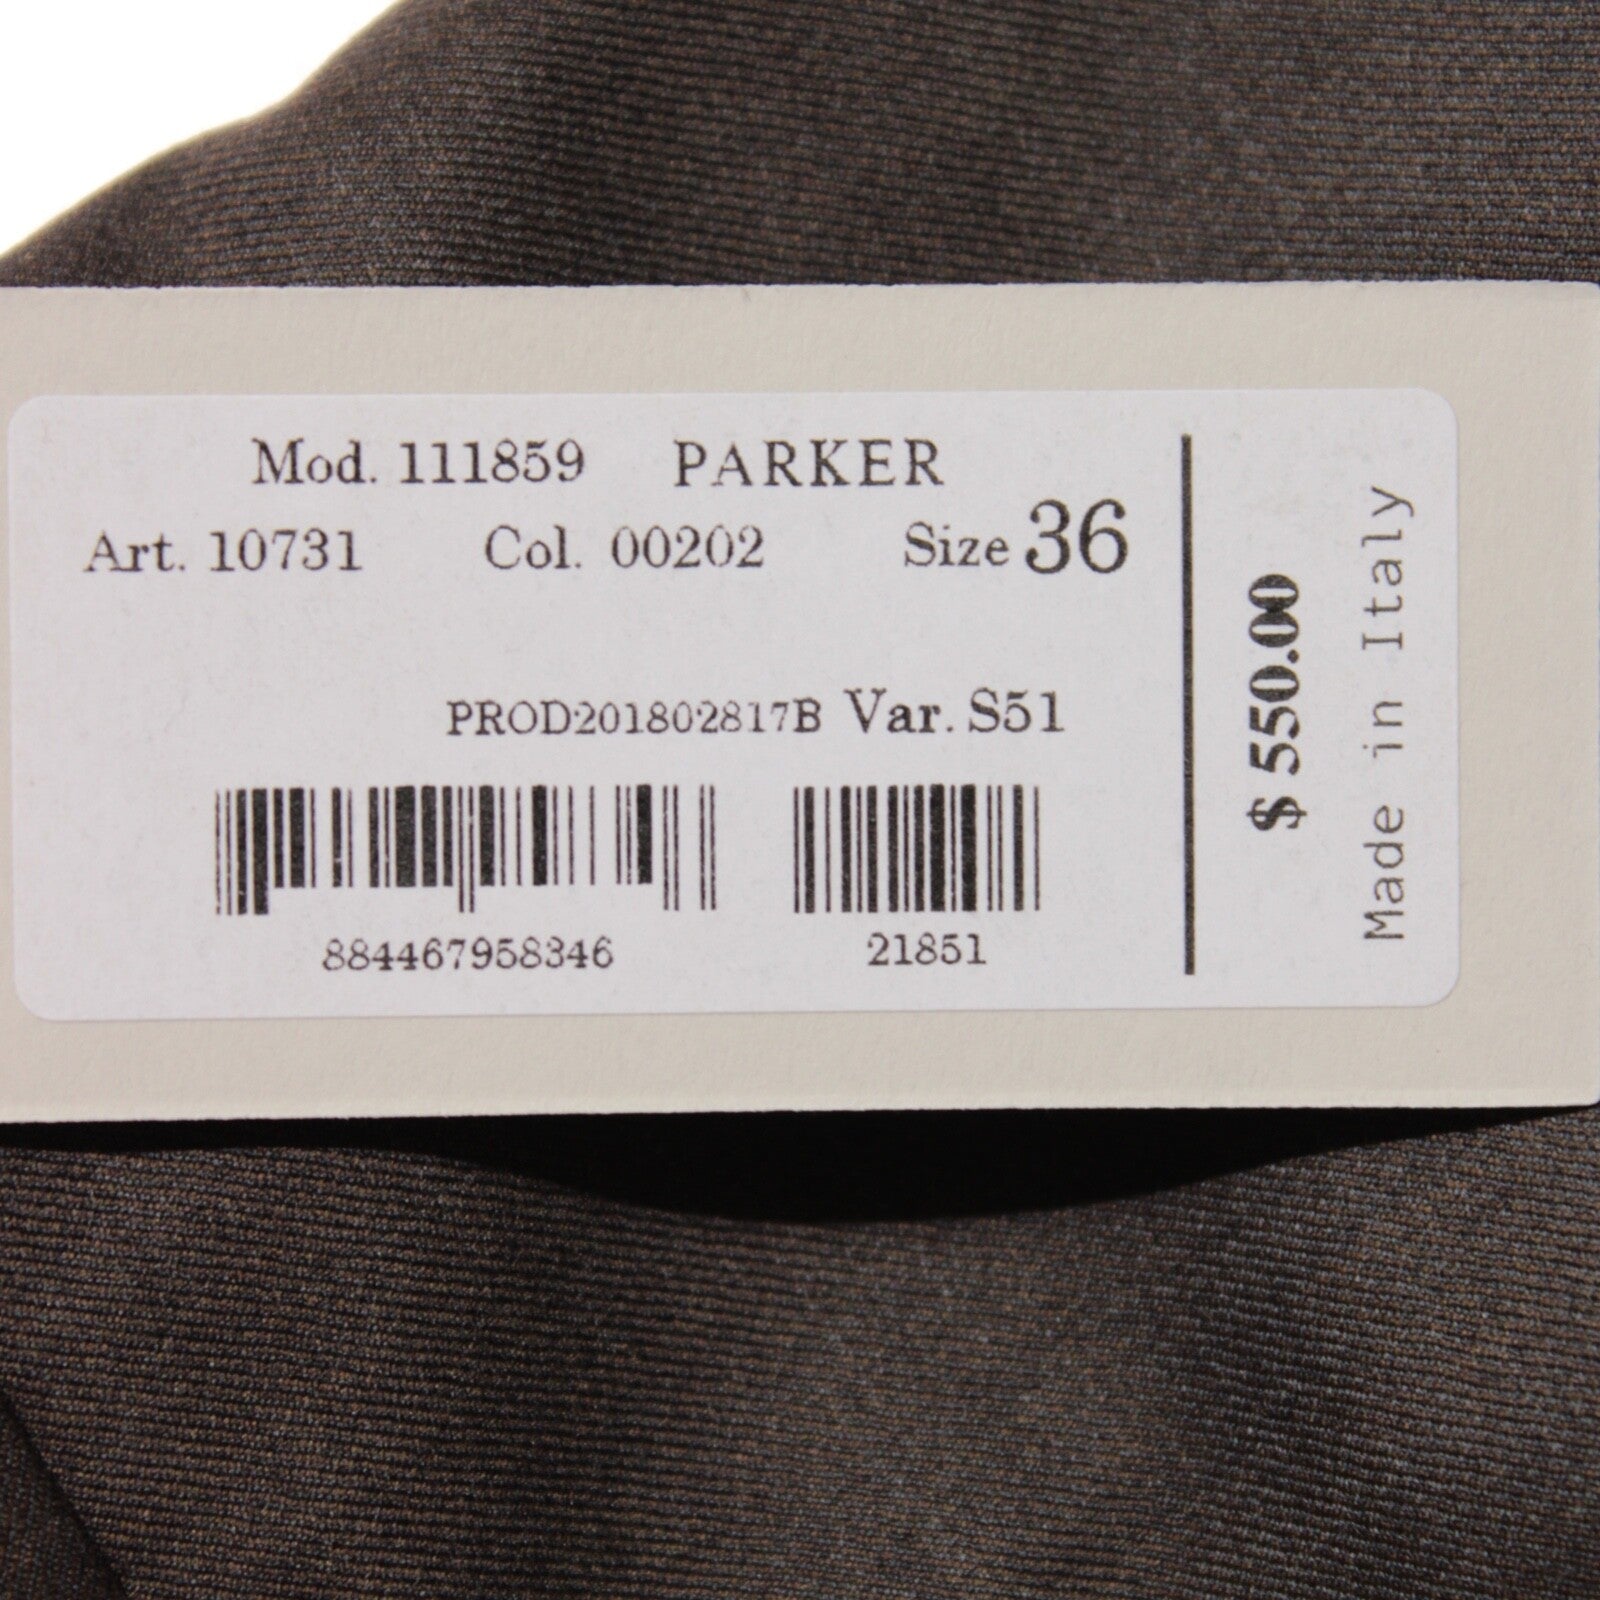 Mod. 111859 PARKER
Art. 10731 Col. 00202 Size 36
PROD201802817B Var. S51
884467958346 21851
$ 550.00
Made in Italy